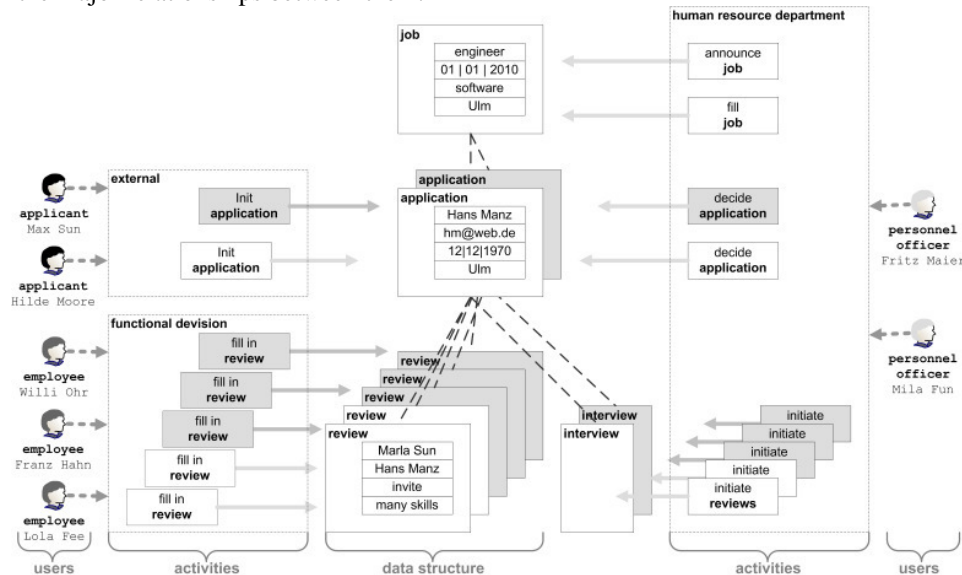 job
engineer
01 | 01 | 2010
software
Ulm
human resource department
announce
job
fill
job
external
Init
application
Init
application
applicant
Max Sun
applicant
Hilde Moore
application
application
Hans Manz
hm@web.de
12|12|1970
Ulm
decide
application
decide
application
personnel
officer
Fritz Maier
personnel
officer
Mila Fun
functional devision
fill in
review
fill in
review
fill in
review
fill in
review
fill in
review
employee
Willi Ohr
employee
Franz Hahn
employee
Lola Fee
review
review
review
review
review
Marla Sun
Hans Manz
invite
many skills
interview
interview
initiate
initiate
initiate
initiate
initiate
reviews
users
activities
data structure
activities
users